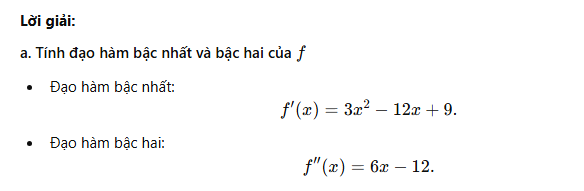 Lời giải:
a. Tính đạo hàm bậc nhất và bậc hai của f
• Đạo hàm bậc nhất:
f′(x) = 3x² − 12x + 9.
• Đạo hàm bậc hai:
f′′(x) = 6x − 12.